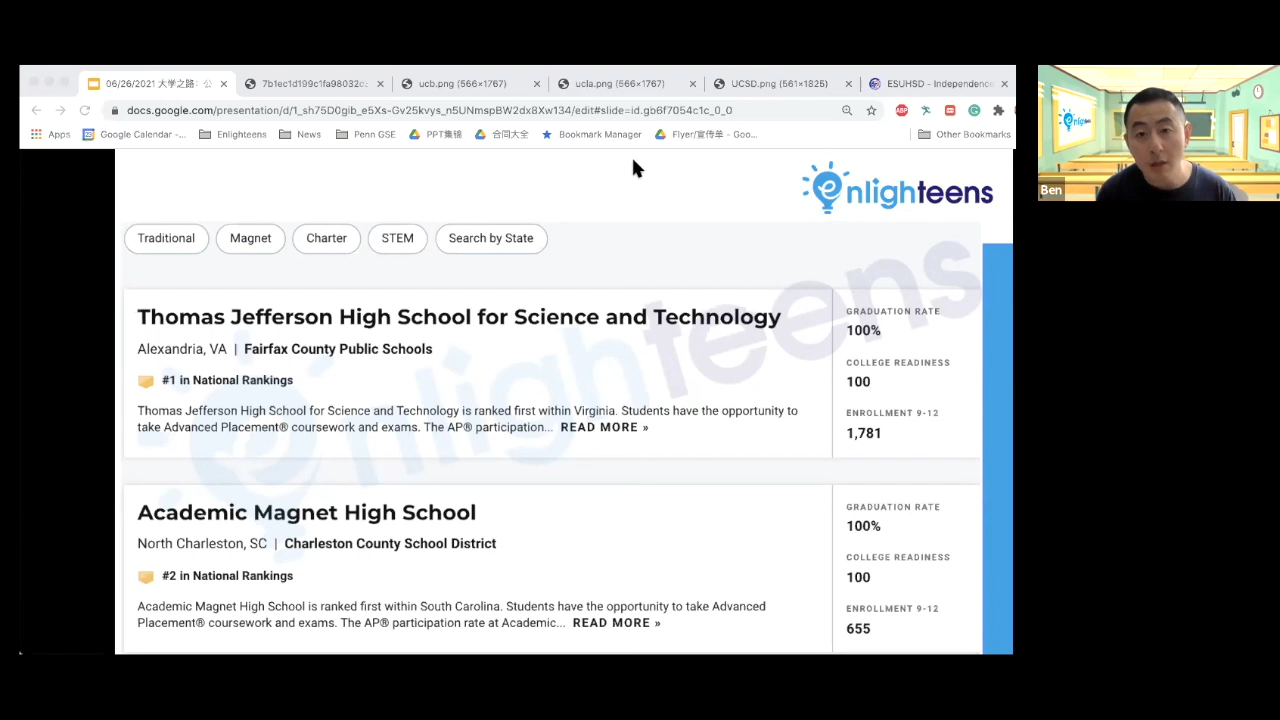 06/26/2021 大学之路：公
7b1ec1d199c1fa98032c
ucb.png (566×1767)
ucla.png (566×1767)
UCSD.png (561×1825)
ESUHSD - Independence
docs.google.com/presentation/d/1_sh75D0gib_e5Xs-Gv25kvys_n5UNmspBW2dx8Xw134/edit#slide=id.gb6f7054c1c_0_0
ABP
Apps
Google Calendar -...
Enlighteens
News
Penn GSE
PPT集锦
合同大全
Bookmark Manager
Flyer/宣传单 - Goo...
Other Bookmarks
enlighteens
Traditional
Magnet
Charter
STEM
Search by State
Thomas Jefferson High School for Science and Technology
Alexandria, VA | Fairfax County Public Schools
#1 in National Rankings
Thomas Jefferson High School for Science and Technology is ranked first within Virginia. Students have the opportunity to
take Advanced Placement® coursework and exams. The AP® participation... READ MORE »
GRADUATION RATE
100%
COLLEGE READINESS
100
ENROLLMENT 9-12
1,781
Academic Magnet High School
North Charleston, SC | Charleston County School District
#2 in National Rankings
Academic Magnet High School is ranked first within South Carolina. Students have the opportunity to take Advanced
Placement® coursework and exams. The AP® participation rate at Academic... READ MORE »
GRADUATION RATE
100%
COLLEGE READINESS
100
ENROLLMENT 9-12
655
enlighteens
Ben